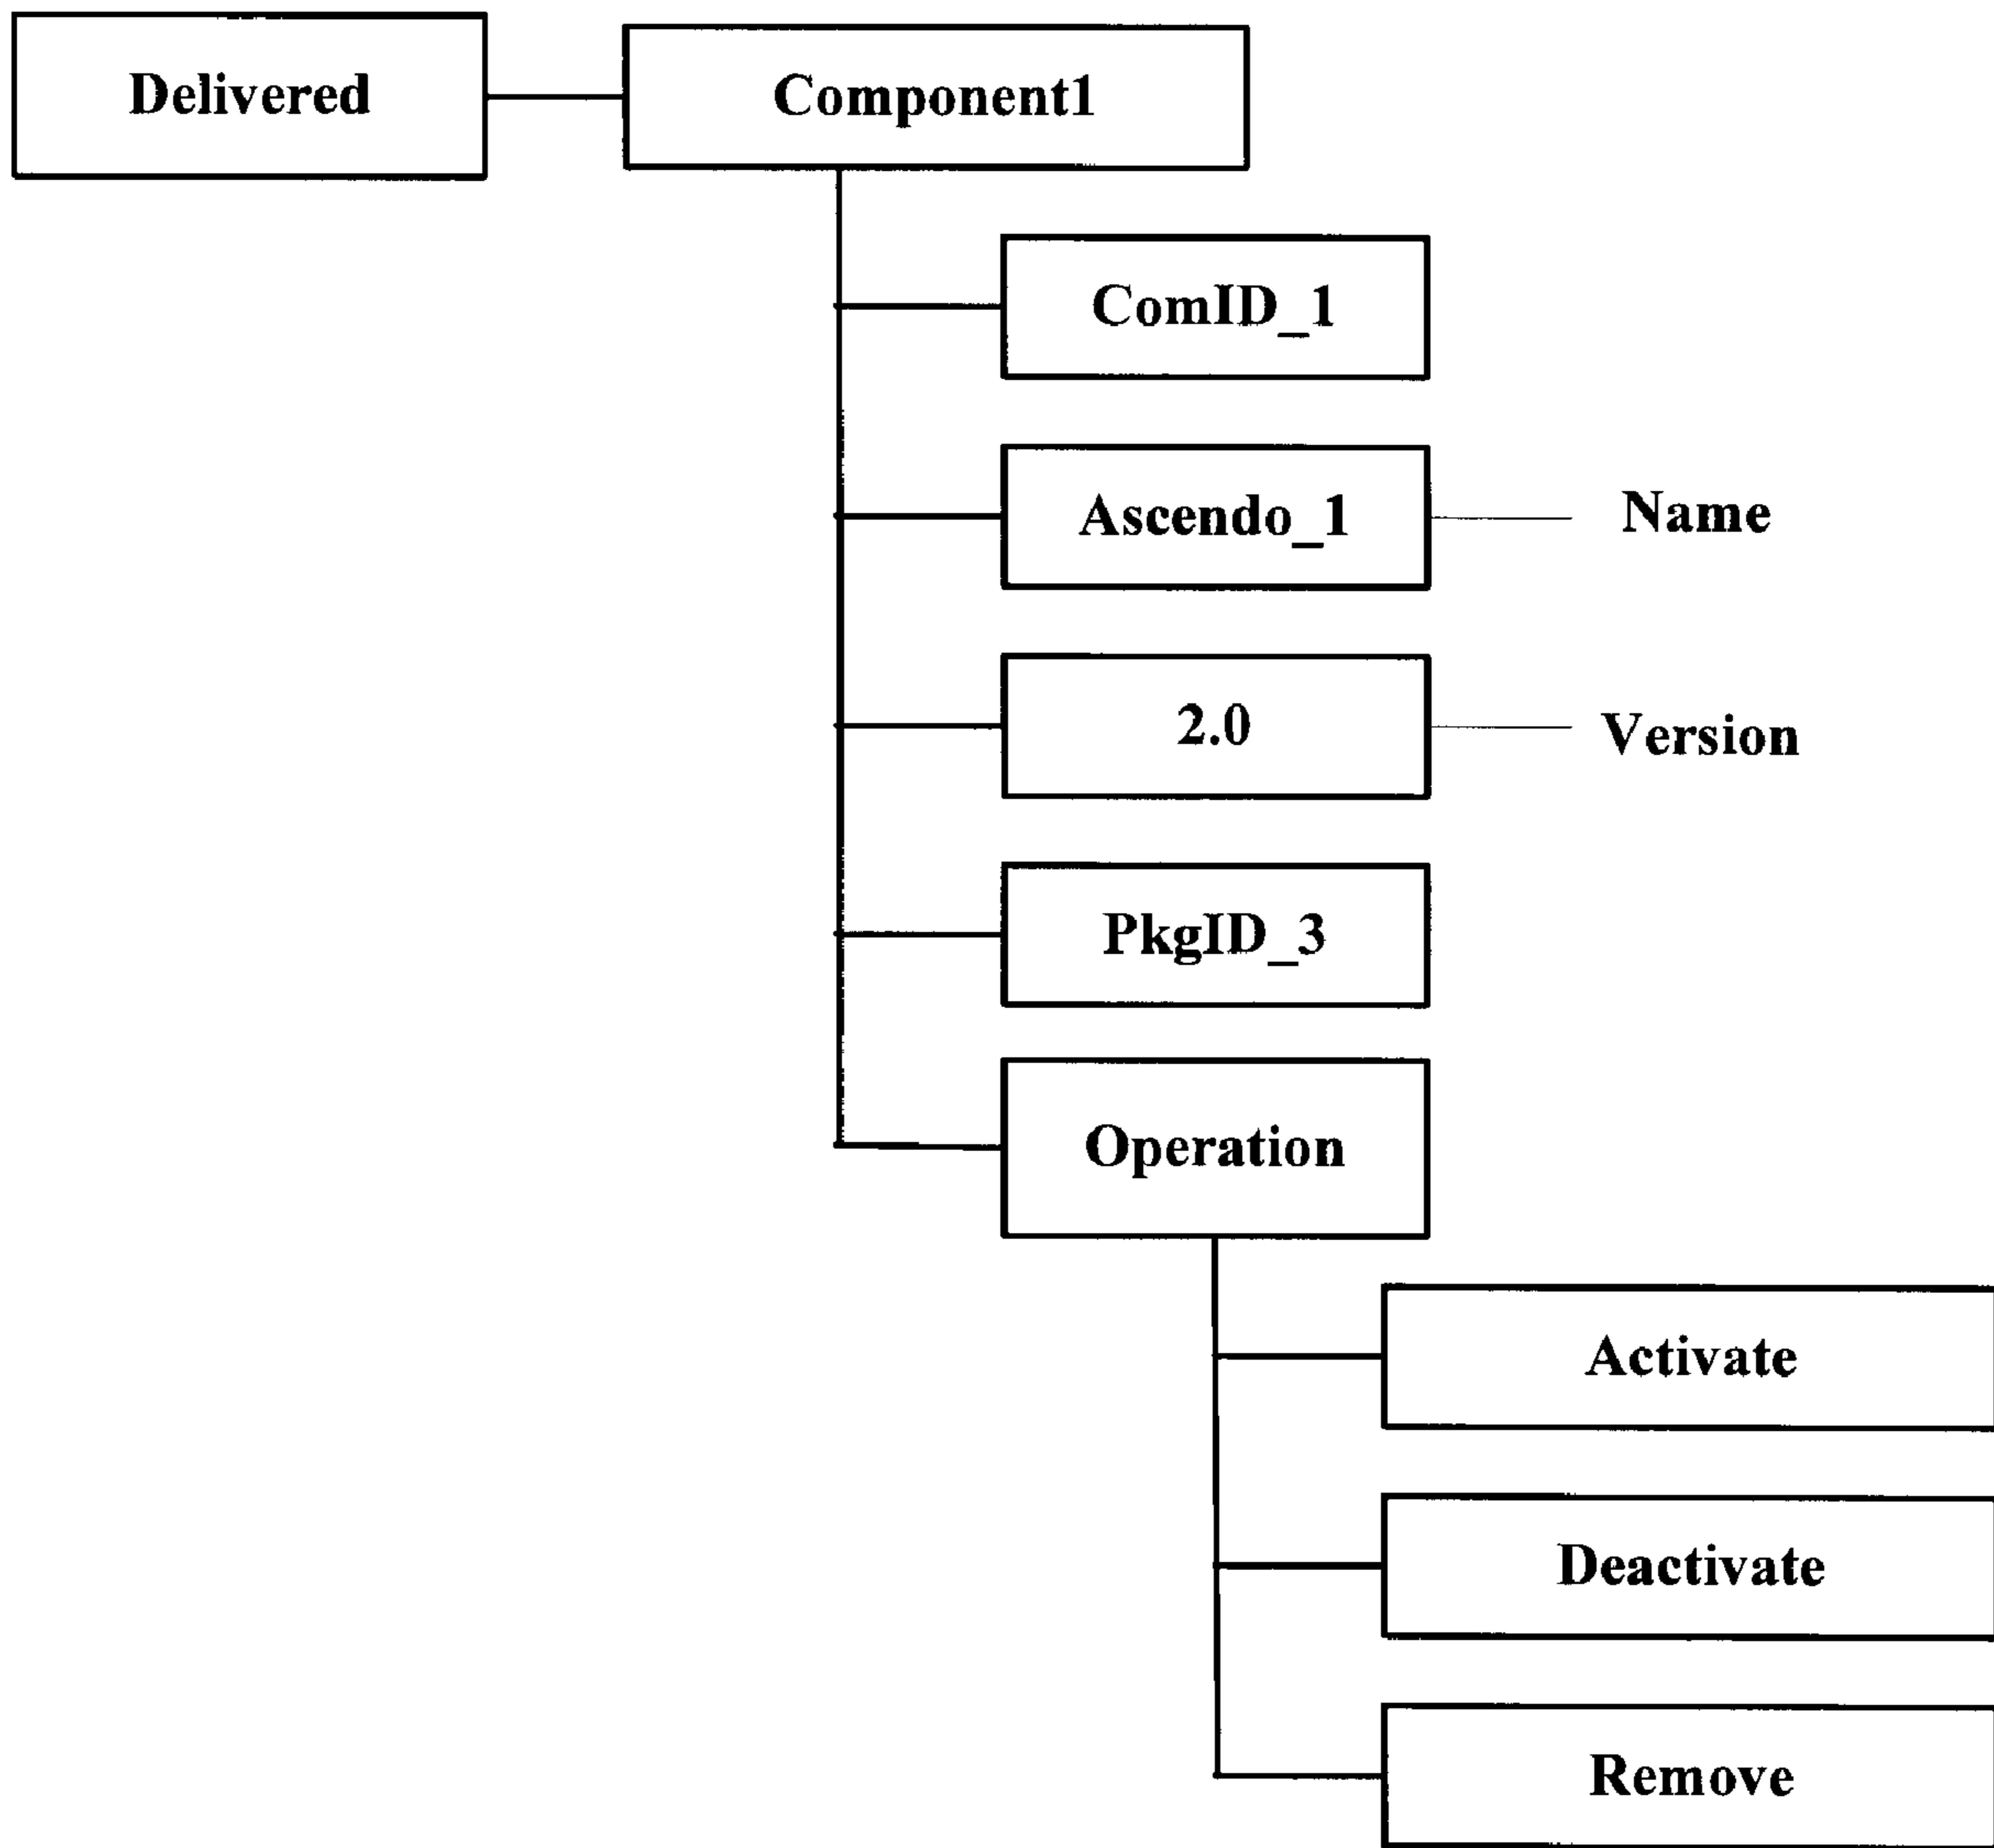 Delivered
Component1
ComID_1
Ascendo_1
Name
2.0
Version
PkgID_3
Operation
Activate
Deactivate
Remove